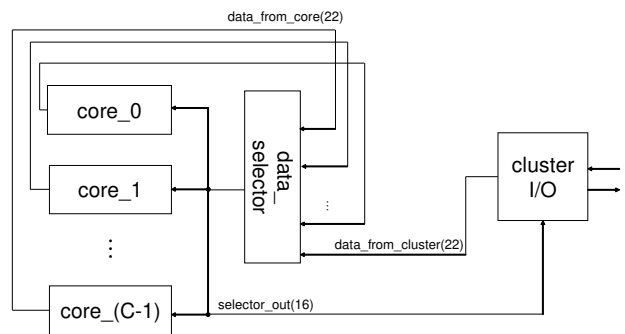 data_from_core(22)
core_0
data_
selector
cluster
I/O
core_1
...
data_from_cluster(22)
⋮
core_(C-1)
selector_out(16)